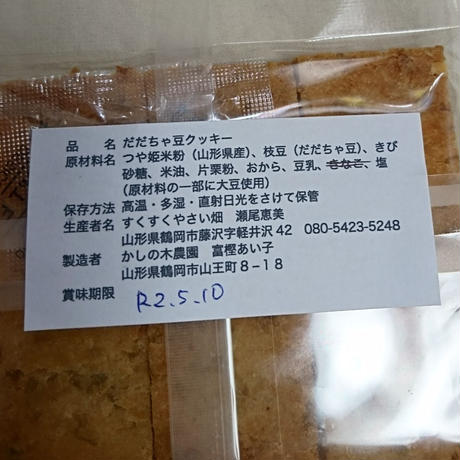 品　　名 だだちゃ豆クッキー
原材料名 つや姫米粉（山形県産）、枝豆（だだちゃ豆）、きび
砂糖、米油、片栗粉、おから、豆乳、きなこ、塩
（原材料の一部に大豆使用）
保存方法 高温・多湿・直射日光をさけて保管
生産者名 すくすくやさい畑　瀬尾恵美
山形県鶴岡市藤沢字軽井沢 42　080-5423-5248
製造者　 かしの木農園　富樫あい子
山形県鶴岡市山王町 8－18
賞味期限 R2.5.10